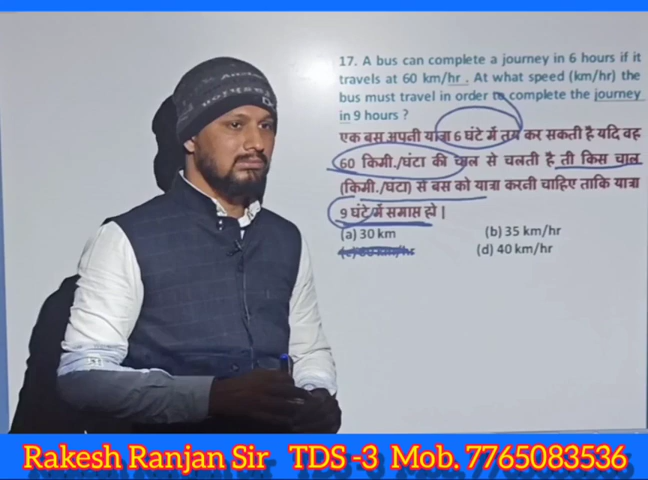 17. A bus can complete a journey in 6 hours if it
travels at 60 km/hr . At what speed (km/hr) the
bus must travel in order to complete the journey
in 9 hours ?
एक बस अपनी यात्रा 6 घंटे में तय कर सकती है यदि वह
60 किमी./घंटा की चाल से चलती है तो किस चाल
(किमी./घंटा) से बस को यात्रा करनी चाहिए ताकि यात्रा
9 घंटे में समाप्त हो |
(a) 30 km (b) 35 km/hr
(d) 40 km/hr
Rakesh Ranjan Sir TDS -3 Mob. 7765083536